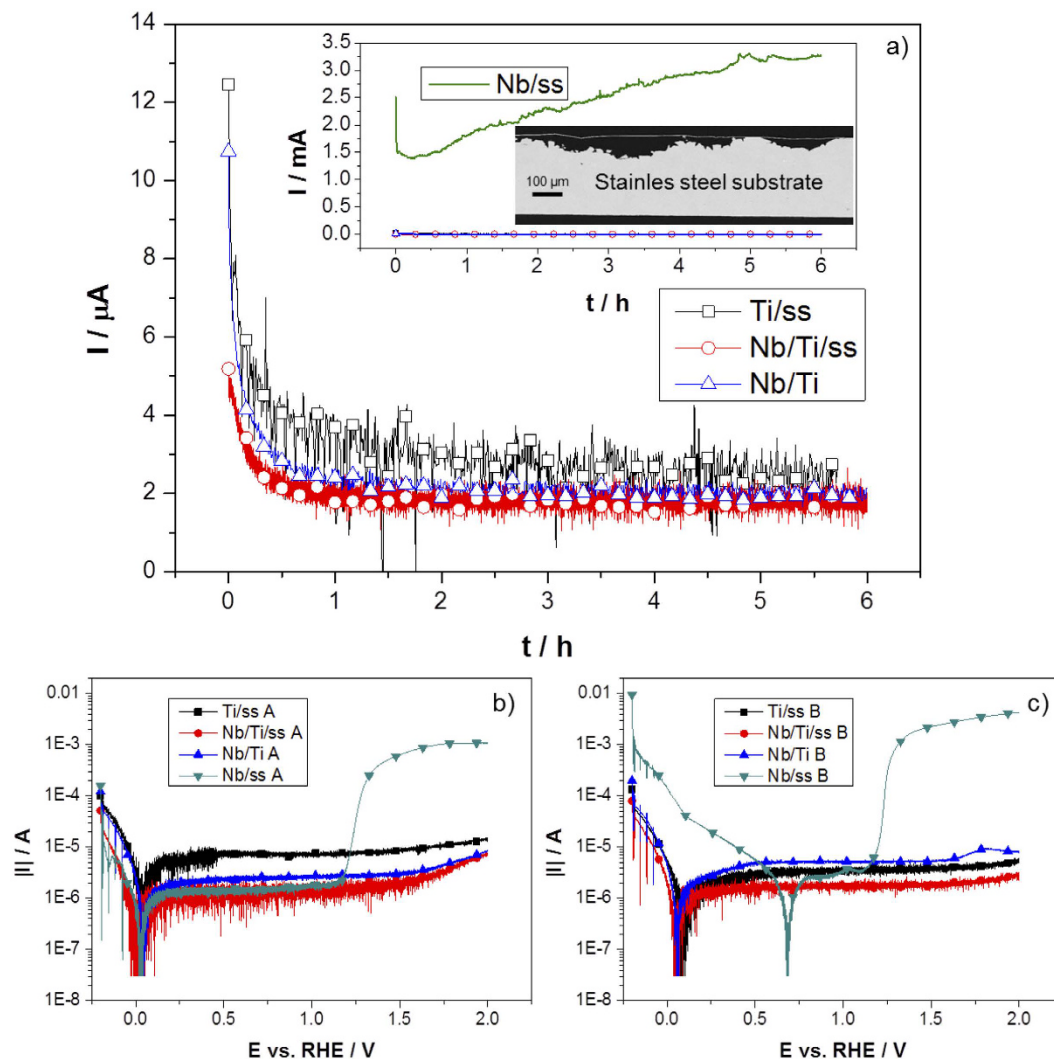 a)
I / µA
14
12
10
8
6
4
2
0
0 1 2 3 4 5 6
t / h
Ti/ss
Nb/Ti/ss
Nb/Ti
I / mA
3.5
3.0
2.5
2.0
1.5
1.0
0.5
0.0
0 1 2 3 4 5 6
t / h
Nb/ss
100 µm
Stainles steel substrate
b)
|I| / A
0.01
1E-3
1E-4
1E-5
1E-6
1E-7
1E-8
0.0 0.5 1.0 1.5 2.0
E vs. RHE / V
Ti/ss A
Nb/Ti/ss A
Nb/Ti A
Nb/ss A
c)
|I| / A
0.01
1E-3
1E-4
1E-5
1E-6
1E-7
1E-8
0.0 0.5 1.0 1.5 2.0
E vs. RHE / V
Ti/ss B
Nb/Ti/ss B
Nb/Ti B
Nb/ss B